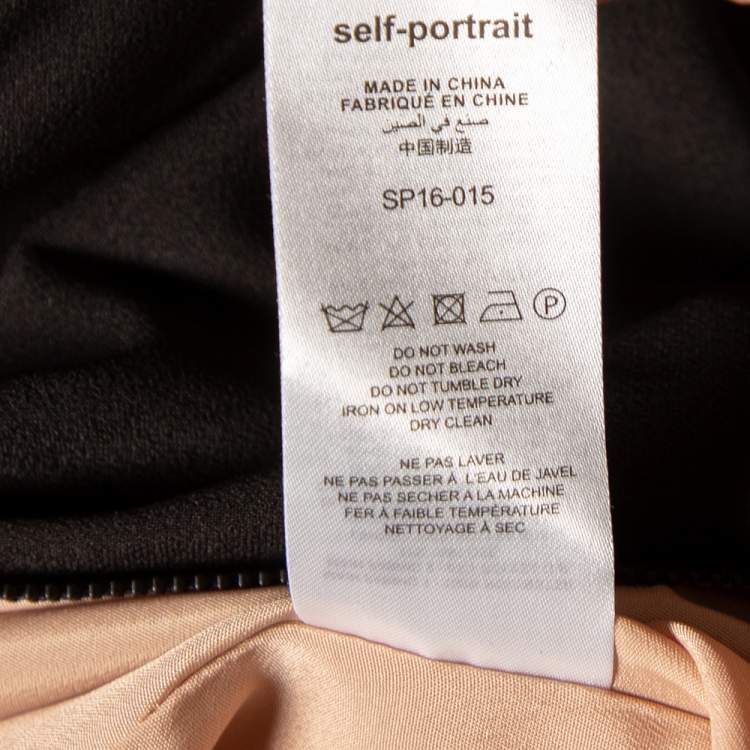 self-portrait
MADE IN CHINA
FABRIQUÉ EN CHINE
صنع في الصين
中国制造
SP16-015
P
DO NOT WASH
DO NOT BLEACH
DO NOT TUMBLE DRY
IRON ON LOW TEMPERATURE
DRY CLEAN
NE PAS LAVER
NE PAS PASSER À L'EAU DE JAVEL
NE PAS SECHER A LA MACHINE
FER À FAIBLE TEMPÉRATURE
NETTOYAGE À SEC